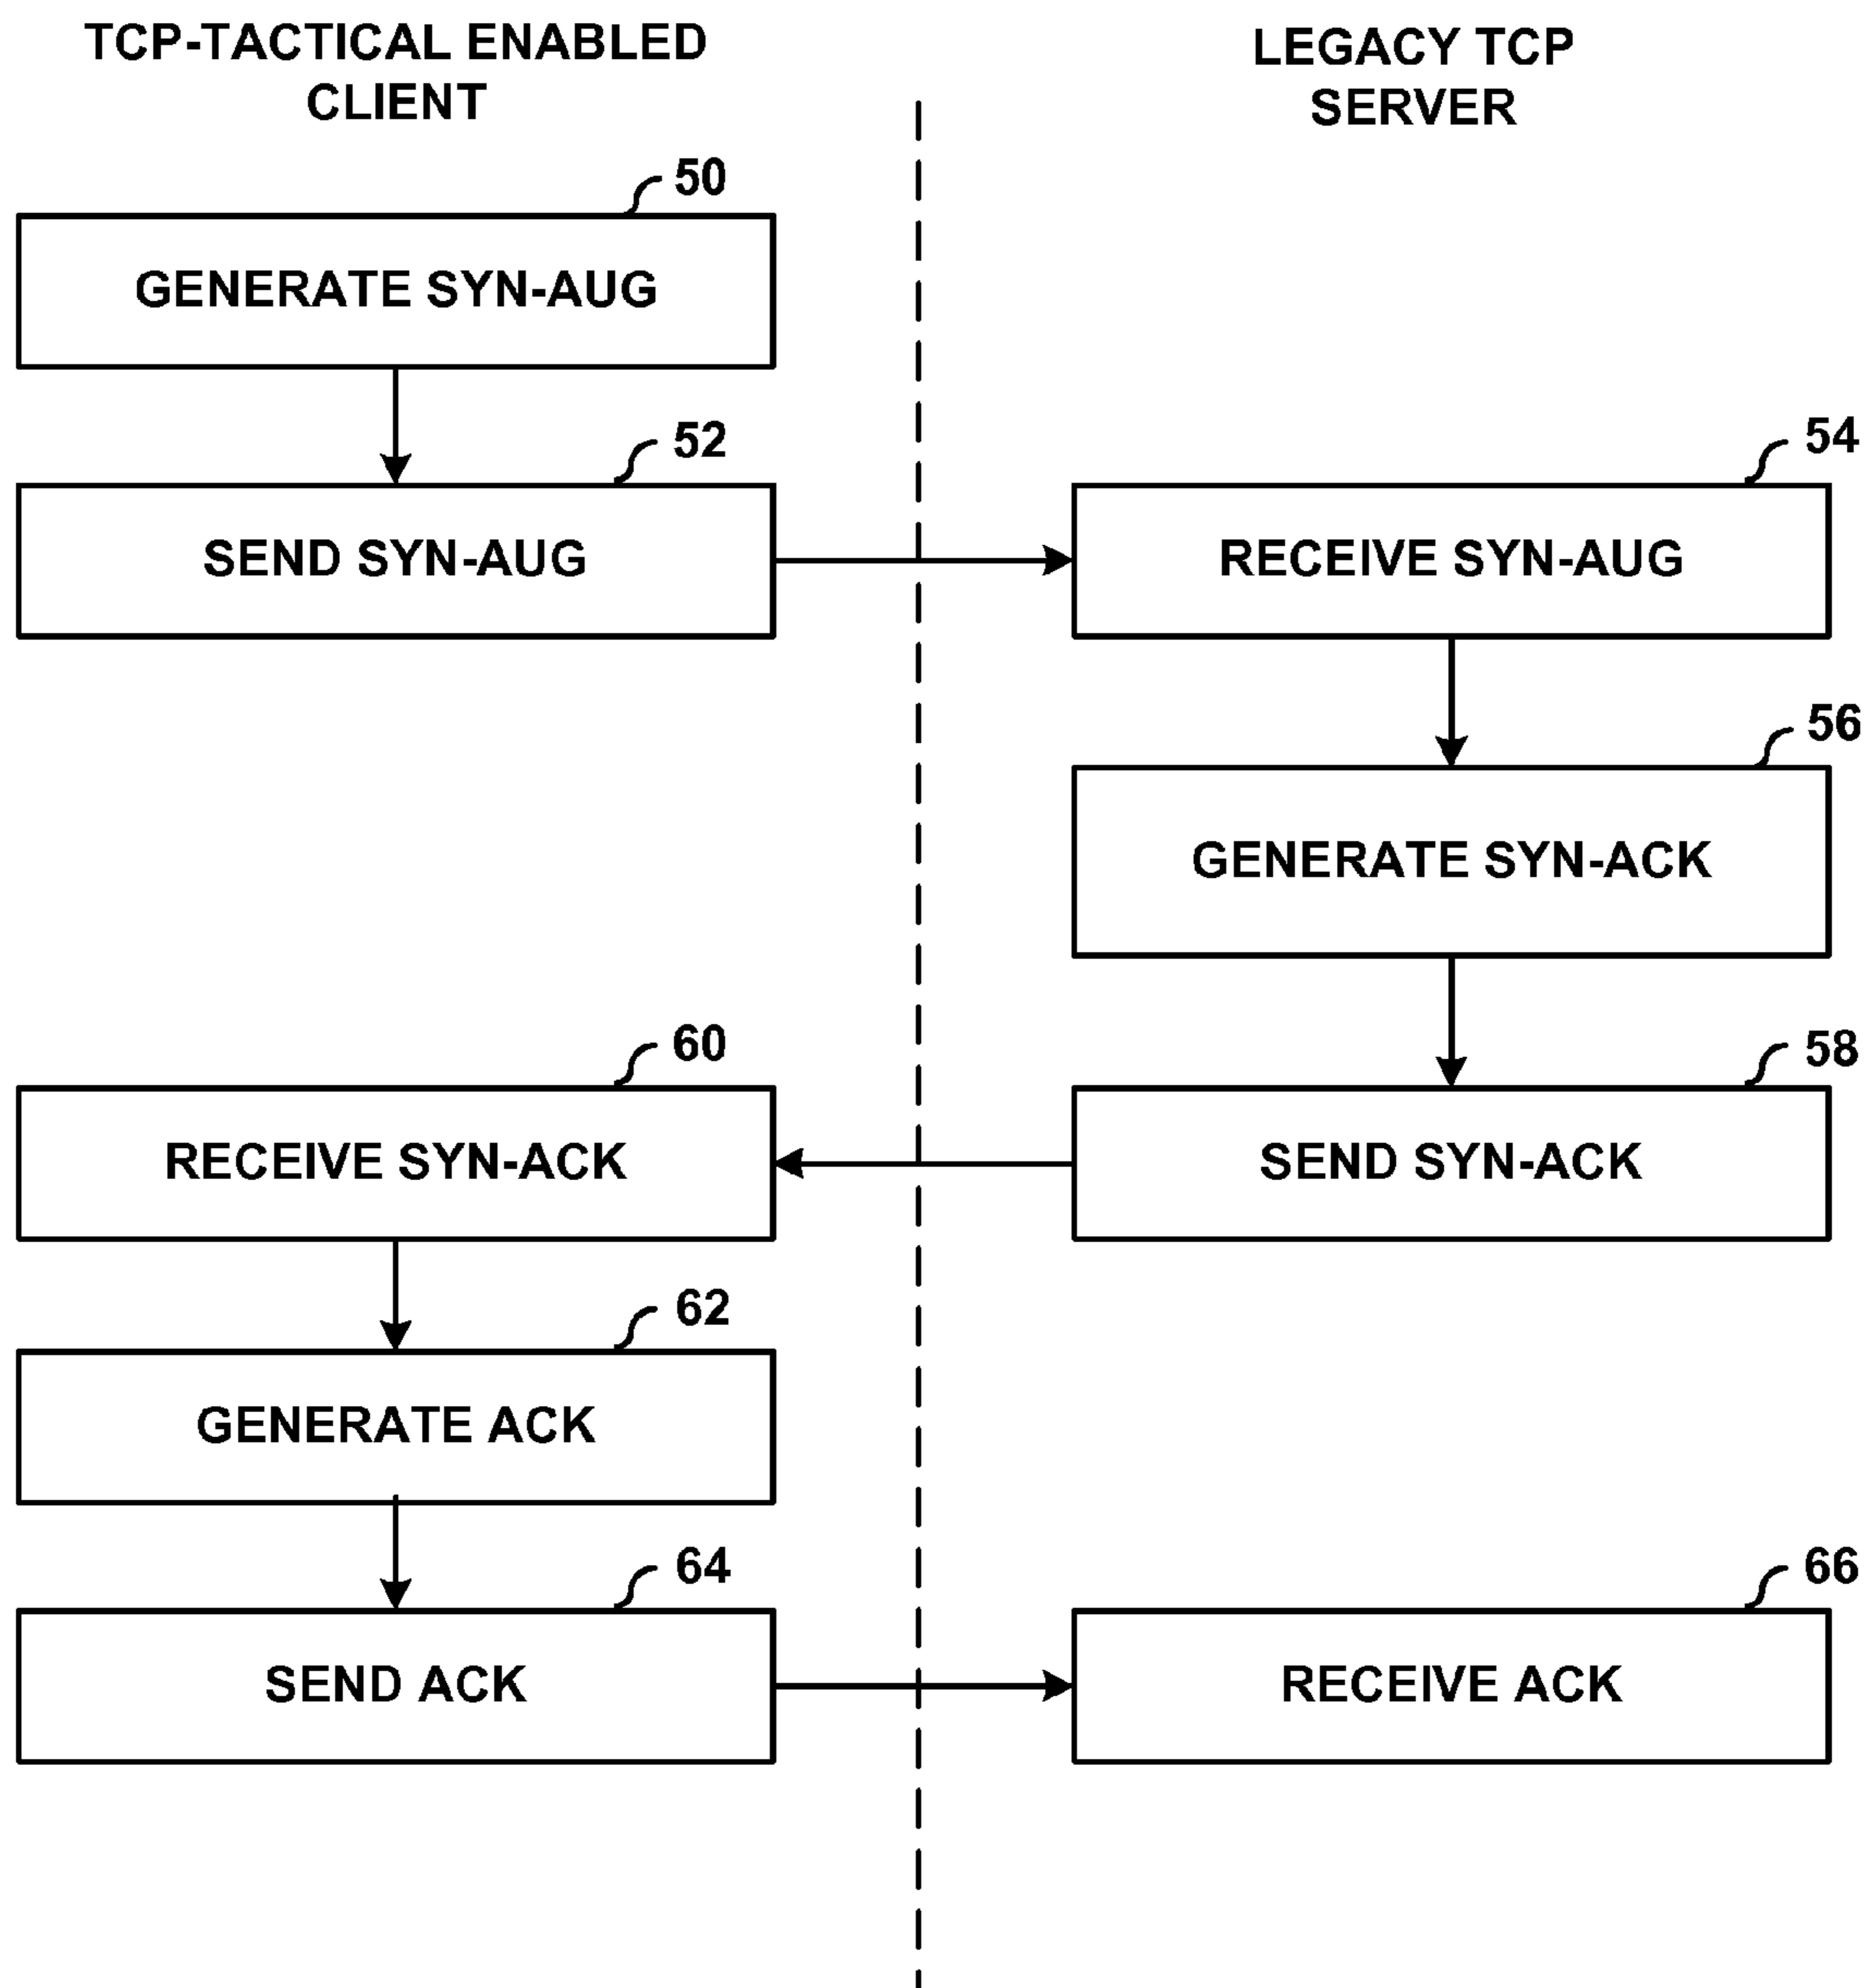 TCP-TACTICAL ENABLED
CLIENT
LEGACY TCP
SERVER
50
GENERATE SYN-AUG
52
SEND SYN-AUG
54
RECEIVE SYN-AUG
56
GENERATE SYN-ACK
58
SEND SYN-ACK
60
RECEIVE SYN-ACK
62
GENERATE ACK
64
SEND ACK
66
RECEIVE ACK